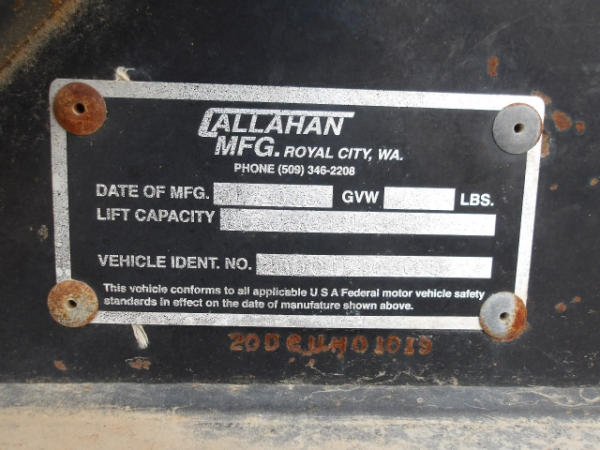 CALLAHAN
MFG. ROYAL CITY, WA.
PHONE (509) 346-2208
DATE OF MFG. GVW LBS.
LIFT CAPACITY
VEHICLE IDENT. NO.
This vehicle conforms to all applicable U S A Federal motor vehicle safety
standards in effect on the date of manufature shown above.